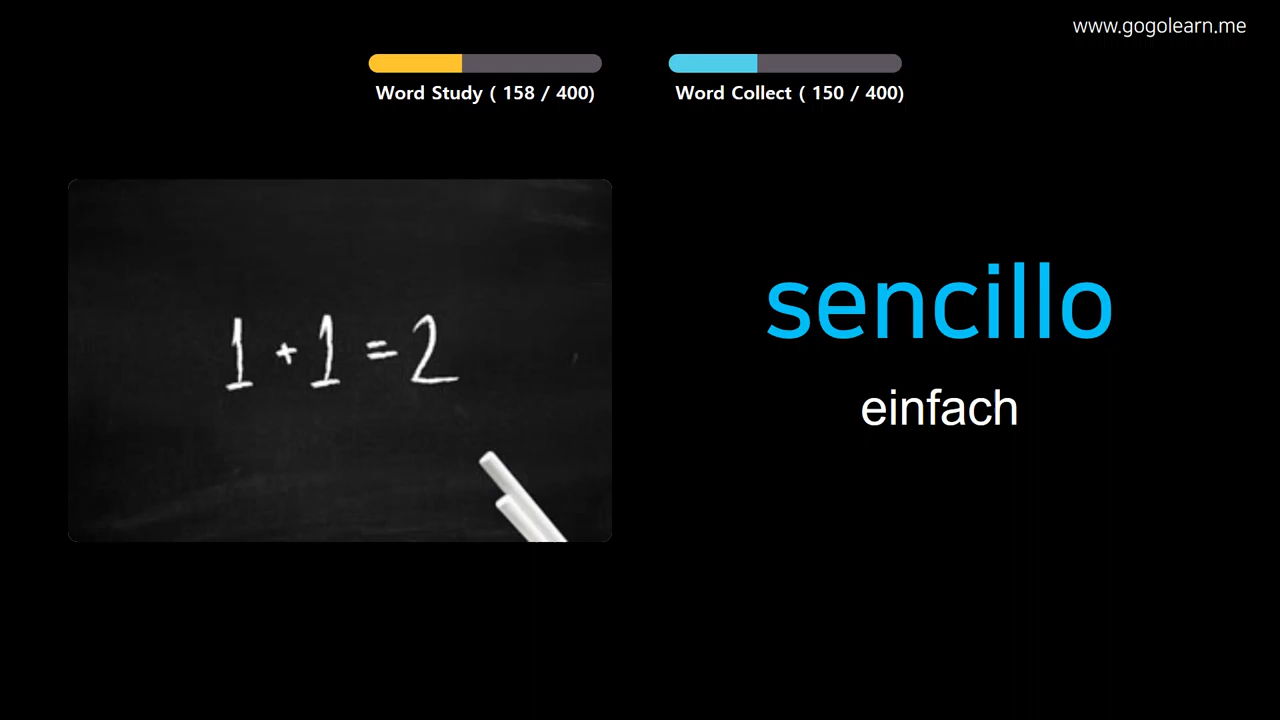 www.gogolearn.me
Word Study ( 158 / 400)
Word Collect ( 150 / 400)
1 + 1 = 2
sencillo
einfach